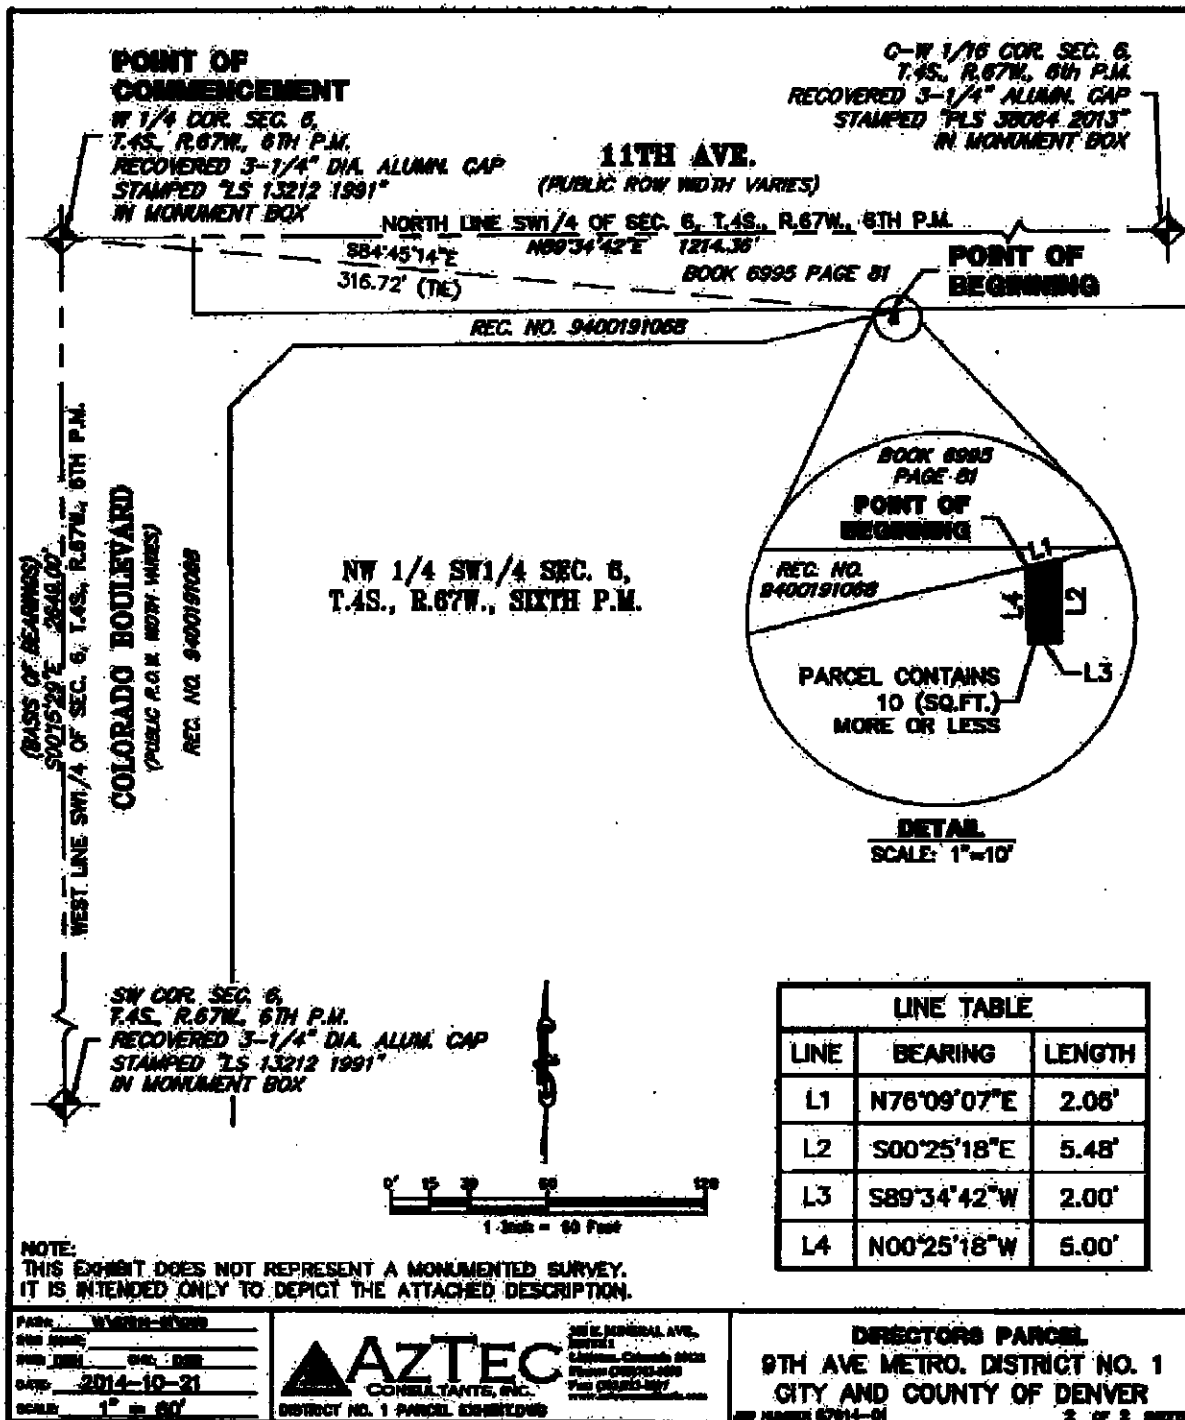 POINT OF
COMMENCEMENT
W 1/4 COR. SEC. 6,
T.4S., R.67W., 6TH P.M.
RECOVERED 3-1/4" DIA. ALUMN. CAP
STAMPED "LS 13212 1991"
IN MONUMENT BOX
C-W 1/16 COR. SEC. 6,
T.4S., R.67W., 6th P.M.
RECOVERED 3-1/4" ALUMN. CAP
STAMPED "PLS 38064 2013"
IN MONUMENT BOX
11TH AVE.
(PUBLIC ROW WIDTH VARIES)
NORTH LINE SW1/4 OF SEC. 6, T.4S., R.67W., 6TH P.M.
N89°34'42"E 1214.36'
S84°45'14"E
316.72' (TIE)
BOOK 6995 PAGE 81
POINT OF
BEGINNING
REC. NO. 9400191068
BOOK 6995
PAGE 81
POINT OF
BEGINNING
REC. NO.
9400191068
L1
L2
L4
L3
PARCEL CONTAINS
10 (SQ.FT.)
MORE OR LESS
DETAIL
SCALE: 1"=10'
NW 1/4 SW1/4 SEC. 6,
T.4S., R.67W., SIXTH P.M.
(BASIS OF BEARINGS)
S00°15'29"E 2640.00'
WEST LINE SW1/4 OF SEC. 6, T.4S., R.67W., 6TH P.M.
COLORADO BOULEVARD
(PUBLIC R.O.W. WIDTH VARIES)
REC. NO. 9400191068
SW COR. SEC. 6,
T.4S., R.67W., 6TH P.M.
RECOVERED 3-1/4" DIA. ALUM. CAP
STAMPED "LS 13212 1991"
IN MONUMENT BOX
LINE TABLE
LINE BEARING LENGTH
L1 N76°09'07"E 2.06'
L2 S00°25'18"E 5.48'
L3 S89°34'42"W 2.00'
L4 N00°25'18"W 5.00'
0' 15 30 60 120
1 inch = 60 Feet
NOTE:
THIS EXHIBIT DOES NOT REPRESENT A MONUMENTED SURVEY.
IT IS INTENDED ONLY TO DEPICT THE ATTACHED DESCRIPTION.
PATH:
DATE: 2014-10-21
SCALE: 1" = 60'
AZTEC
CONSULTANTS, INC.
DISTRICT NO. 1 PARCEL EXHIBIT.DWG
DIRECTORS PARCEL
9TH AVE METRO. DISTRICT NO. 1
CITY AND COUNTY OF DENVER
JOB NUMBER 67614-01 2 OF 2 SHEETS